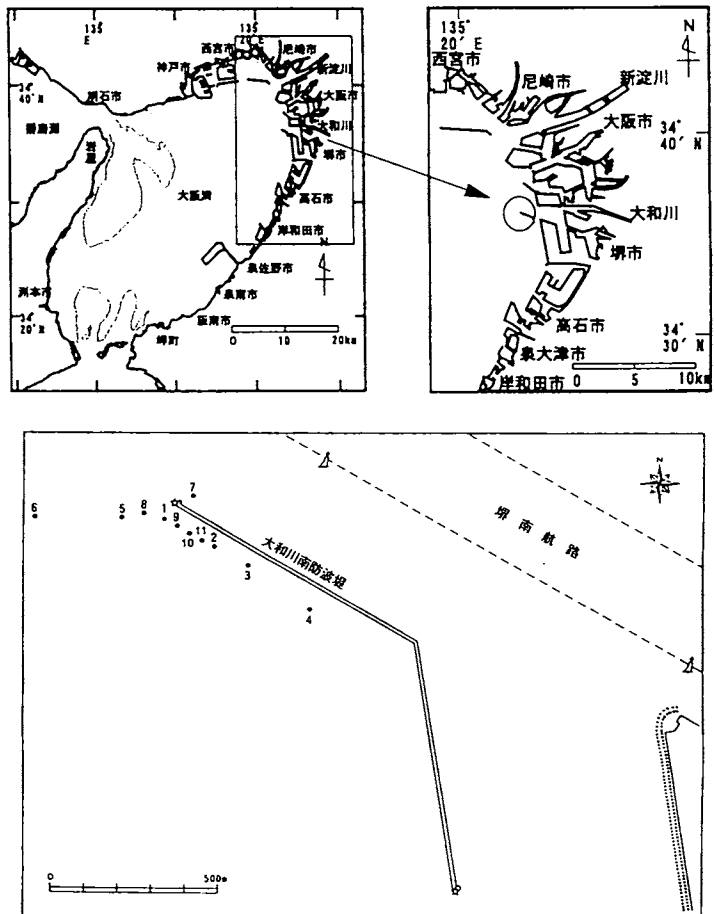 135°
E
135°
20′E
西宮市
尼崎市
神戸市
新淀川
34°
40′N
明石市
大阪市
播磨灘
岩屋
大和川
堺市
大阪湾
高石市
岸和田市
N
泉佐野市
洲本市
泉南市
34°
20′N
阪南市
岬町
0 10 20km
135°
20′E
N
西宮市
尼崎市
新淀川
大阪市
34°
40′N
大和川
堺市
高石市
34°
30′N
泉大津市
0 5 10km
岸和田市
N
7
6
5
8
1
9
10
11
2
3
4
大和川南防波堤
堺南航路
0 500m